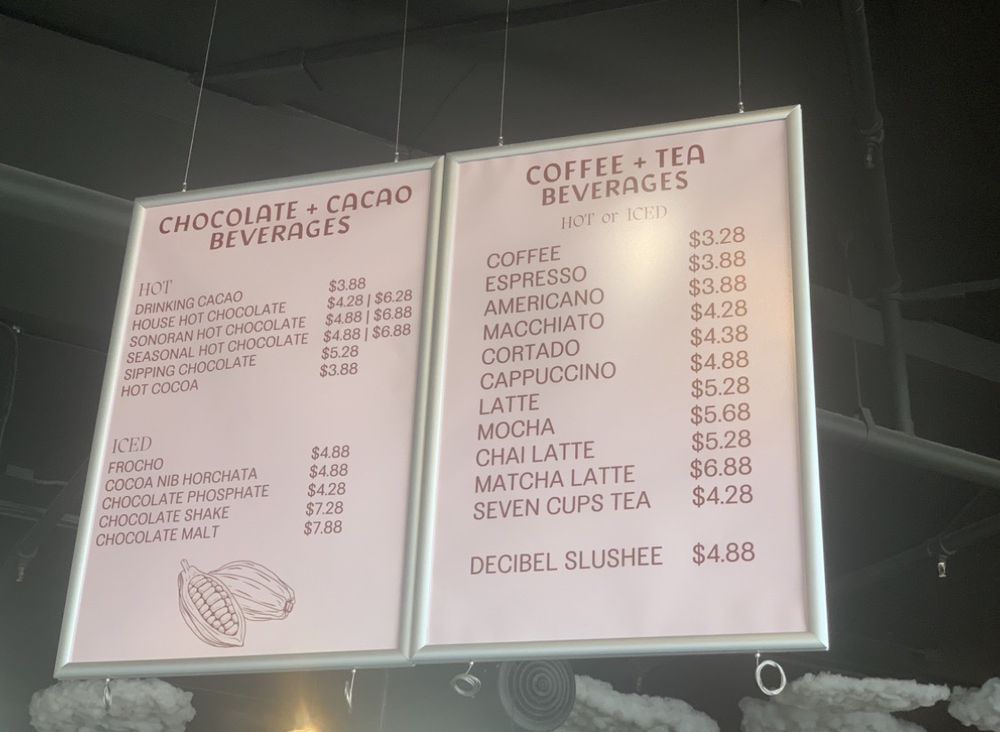 CHOCOLATE + CACAO
BEVERAGES
HOT
DRINKING CACAO $3.88
HOUSE HOT CHOCOLATE $4.28 | $6.28
SONORAN HOT CHOCOLATE $4.88 | $6.88
SEASONAL HOT CHOCOLATE $4.88 | $6.88
SIPPING CHOCOLATE $5.28
HOT COCOA $3.88
ICED
FROCHO $4.88
COCOA NIB HORCHATA $4.88
CHOCOLATE PHOSPHATE $4.28
CHOCOLATE SHAKE $7.28
CHOCOLATE MALT $7.88
COFFEE + TEA
BEVERAGES
HOT or ICED
COFFEE $3.28
ESPRESSO $3.88
AMERICANO $3.88
MACCHIATO $4.28
CORTADO $4.38
CAPPUCCINO $4.88
LATTE $5.28
MOCHA $5.68
CHAI LATTE $5.28
MATCHA LATTE $6.88
SEVEN CUPS TEA $4.28
DECIBEL SLUSHEE $4.88